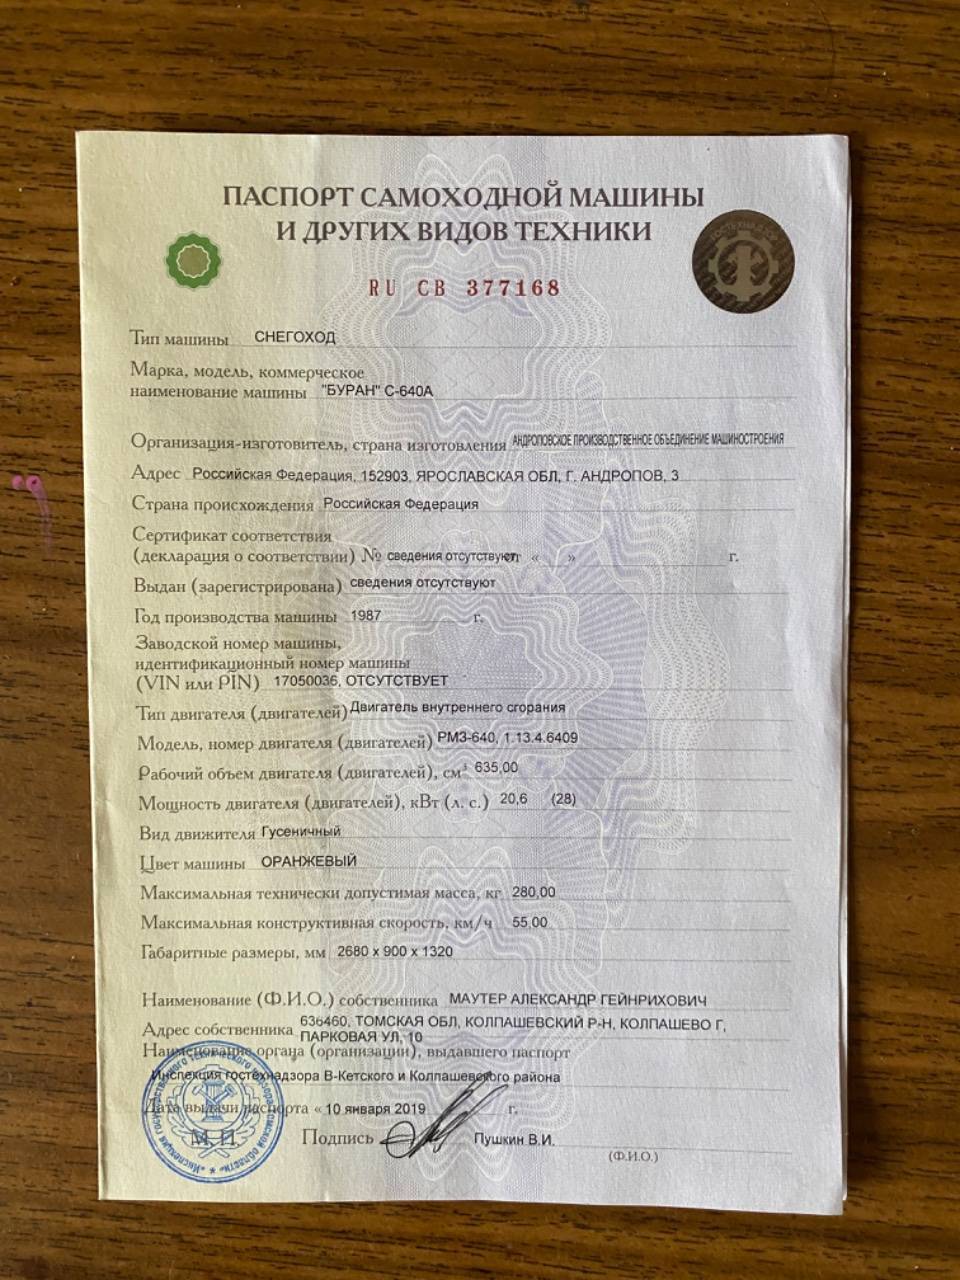 ПАСПОРТ САМОХОДНОЙ МАШИНЫ
И ДРУГИХ ВИДОВ ТЕХНИКИ
ГОСТЕХНАДЗОР
RU СВ 377168
Тип машины СНЕГОХОД
Марка, модель, коммерческое
наименование машины "БУРАН" С-640А
Организация-изготовитель, страна изготовления АНДРОПОВСКОЕ ПРОИЗВОДСТВЕННОЕ ОБЪЕДИНЕНИЕ МАШИНОСТРОЕНИЯ
Адрес Российская Федерация, 152903, ЯРОСЛАВСКАЯ ОБЛ, Г. АНДРОПОВ, 3
Страна происхождения Российская Федерация
Сертификат соответствия
(декларация о соответствии) № сведения отсутствуют от « » г.
Выдан (зарегистрирована) сведения отсутствуют
Год производства машины 1987 г.
Заводской номер машины,
идентификационный номер машины
(VIN или PIN) 17050036, ОТСУТСТВУЕТ
Тип двигателя (двигателей) Двигатель внутреннего сгорания
Модель, номер двигателя (двигателей) РМЗ-640, 1.13.4.6409
Рабочий объем двигателя (двигателей), см³ 635,00
Мощность двигателя (двигателей), кВт (л. с.) 20,6 (28)
Вид движителя Гусеничный
Цвет машины ОРАНЖЕВЫЙ
Максимальная технически допустимая масса, кг 280,00
Максимальная конструктивная скорость, км/ч 55,00
Габаритные размеры, мм 2680 x 900 x 1320
Наименование (Ф.И.О.) собственника МАУТЕР АЛЕКСАНДР ГЕЙНРИХОВИЧ
Адрес собственника 636460, ТОМСКАЯ ОБЛ, КОЛПАШЕВСКИЙ Р-Н, КОЛПАШЕВО Г,
ПАРКОВАЯ УЛ, 10
Наименование органа (организации), выдавшего паспорт
Инспекция гостехнадзора В-Кетского и Колпашевского района
Дата выдачи паспорта « 10 января 2019 г.
М. П. Подпись Пушкин В.И.
(Ф.И.О.)